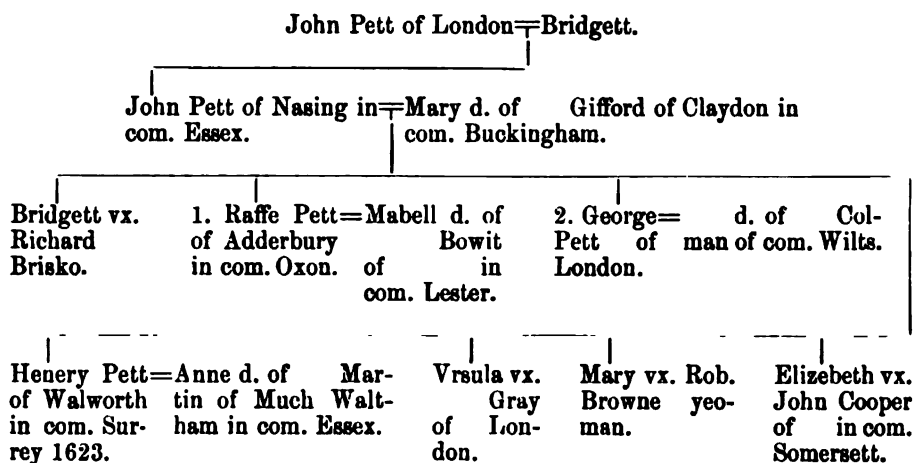 John Pett of London=Bridgett.
John Pett of Nasing in=Mary d. of Gifford of Claydon in
com. Essex. com. Buckingham.
Bridgett vx.
Richard
Brisko.
1. Raffe Pett=Mabell d. of
of Adderbury Bowit
in com. Oxon. of in
com. Lester.
2. George= d. of Col-
Pett of man of com. Wilts.
London.
Henery Pett=Anne d. of Mar-
of Walworth tin of Much Walt-
in com. Sur- ham in com. Essex.
rey 1623.
Vrsula vx.
Gray
of Lon-
don.
Mary vx. Rob.
Browne yeo-
man.
Elizebeth vx.
John Cooper
of in com.
Somersett.